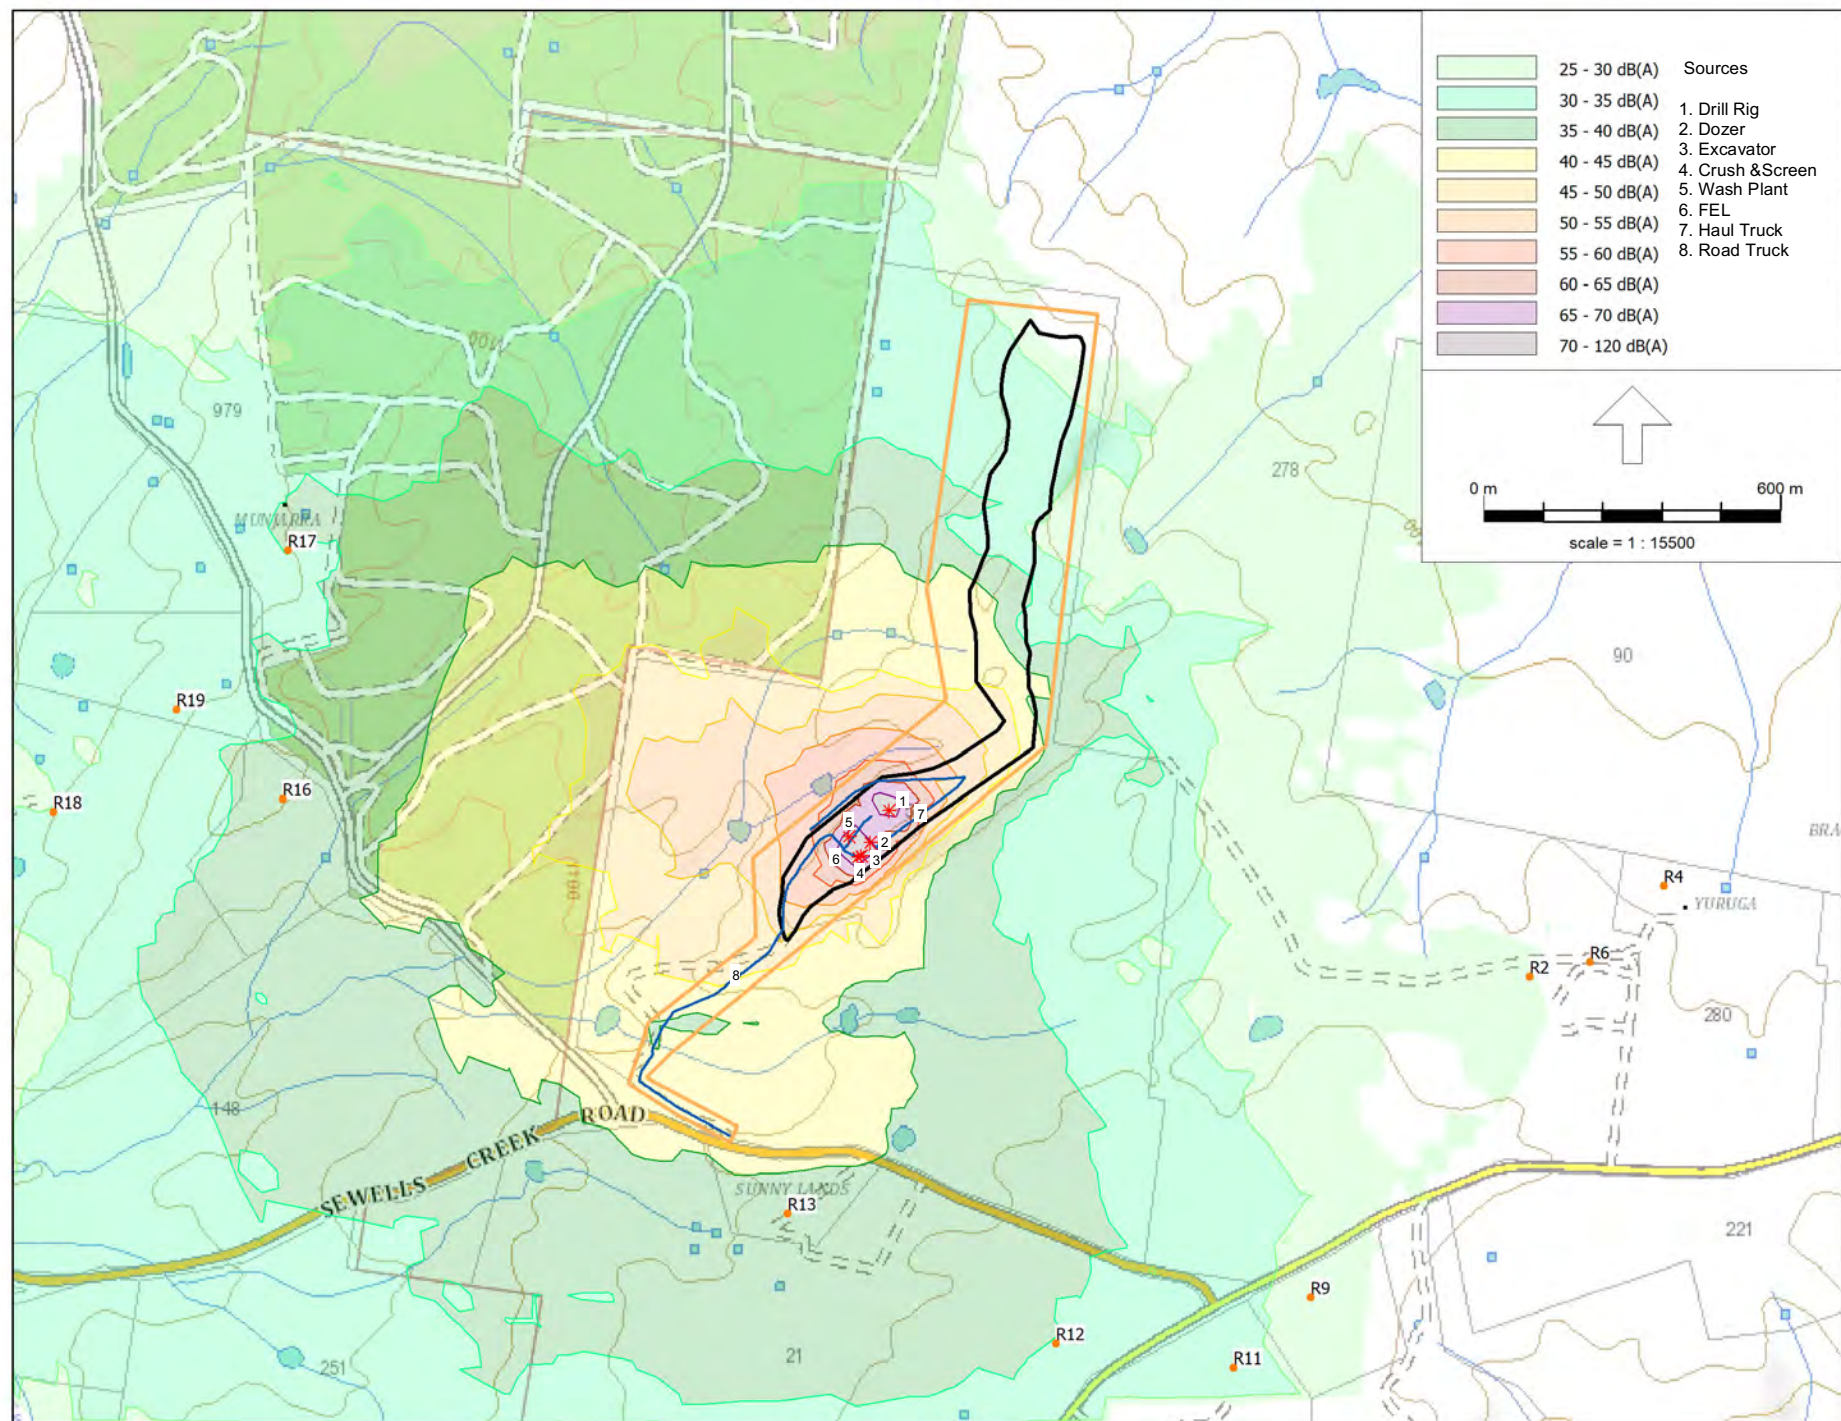 25 - 30 dB(A)
30 - 35 dB(A)
35 - 40 dB(A)
40 - 45 dB(A)
45 - 50 dB(A)
50 - 55 dB(A)
55 - 60 dB(A)
60 - 65 dB(A)
65 - 70 dB(A)
70 - 120 dB(A)
Sources
1. Drill Rig
2. Dozer
3. Excavator
4. Crush &Screen
5. Wash Plant
6. FEL
7. Haul Truck
8. Road Truck
0 m
600 m
scale = 1 : 15500
1100
979
278
MUNJARRA
R17
90
R19
R16
R18
1
7
5
2
6
3
4
BRA
1100
R4
YURUGA
R6
R2
8
280
148
ROAD
CREEK
SEWELLS
SUNNY LANDS
R13
221
R9
R12
21
R11
251